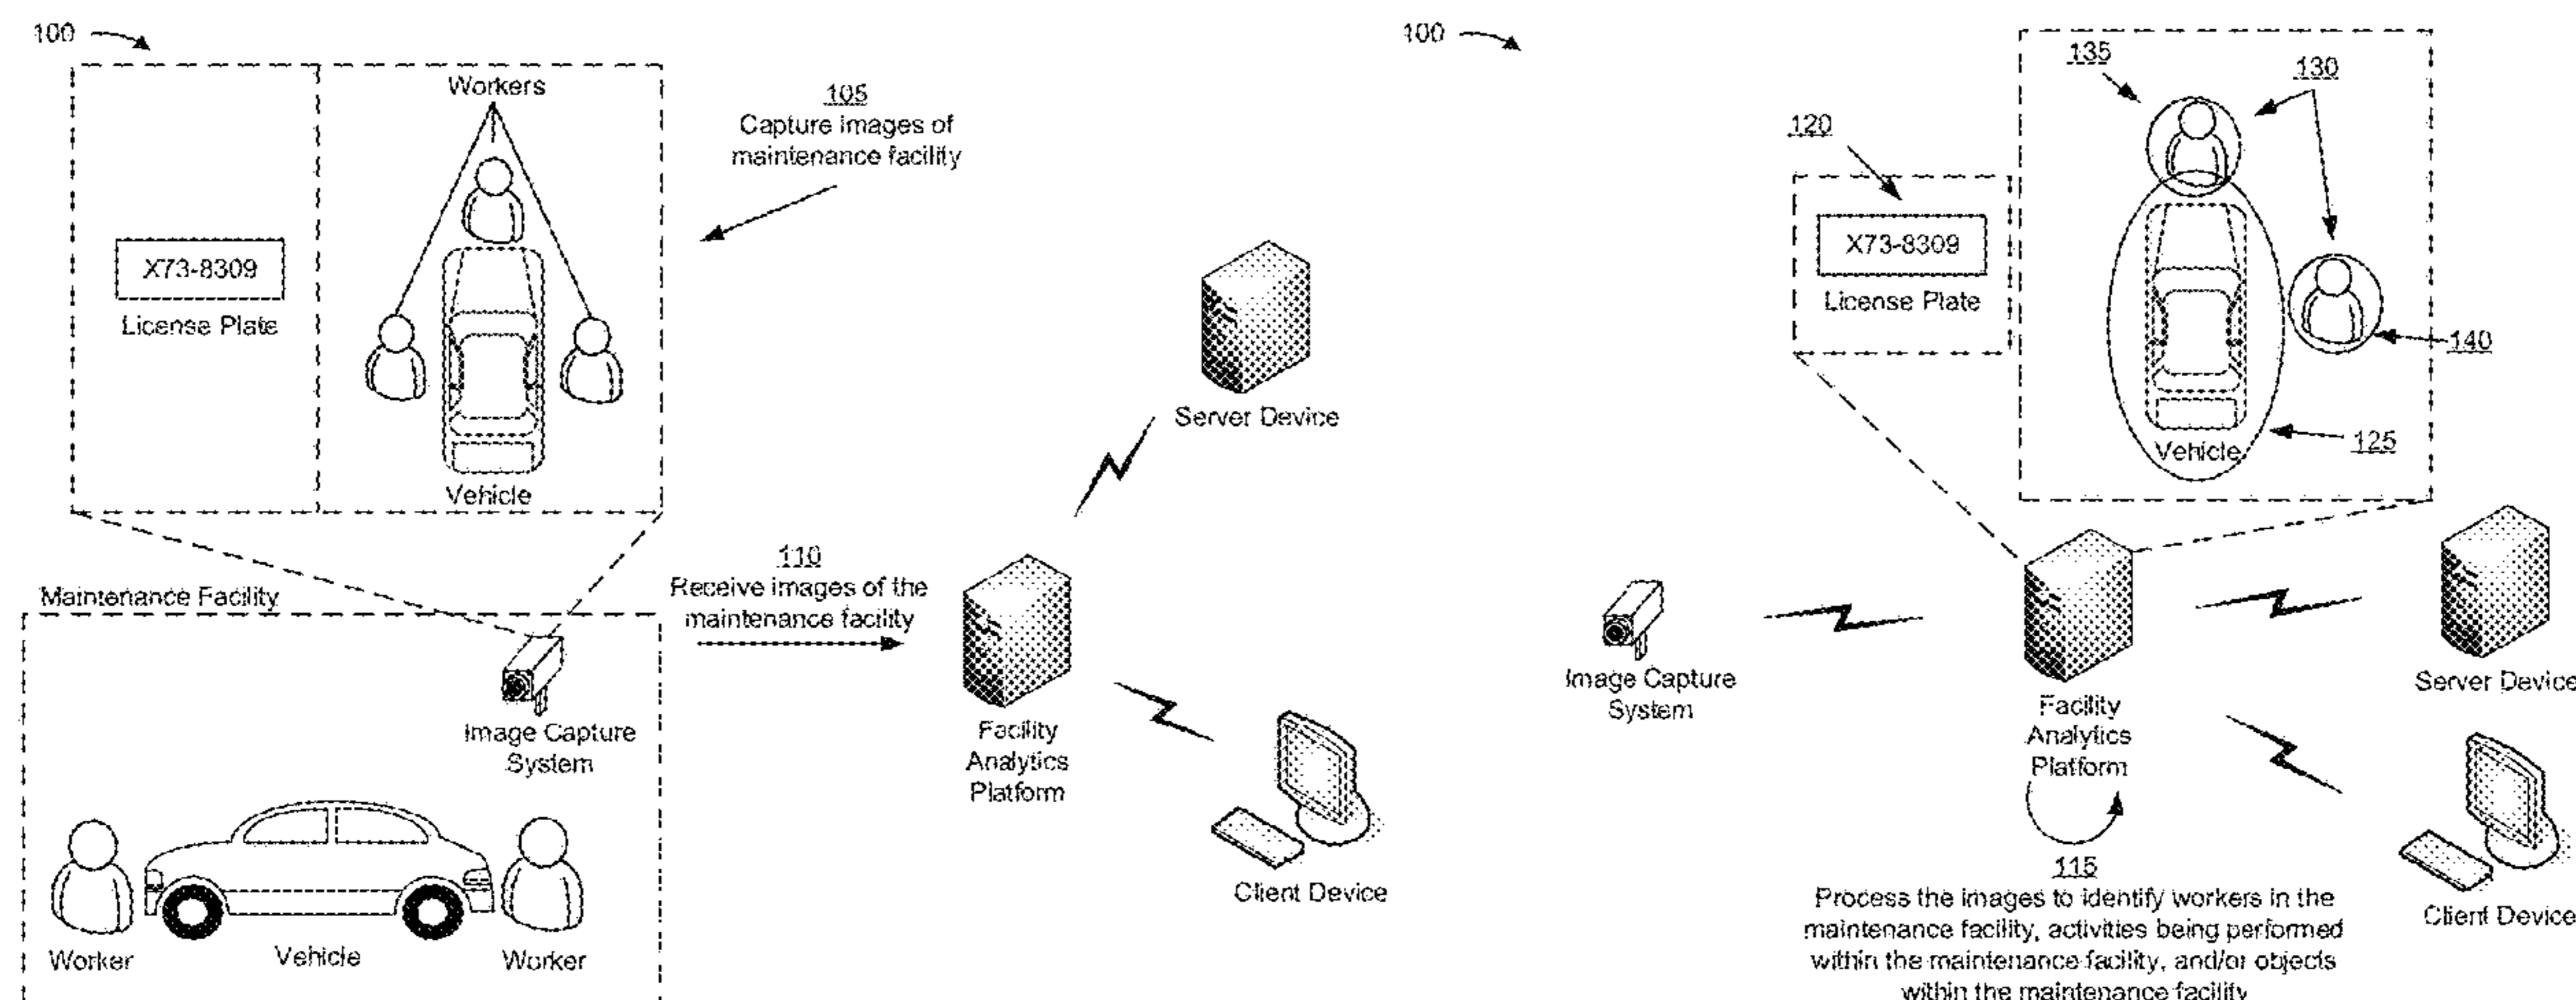 100
Workers
105
Capture images of
maintenance facility
X73-8309
License Plate
Vehicle
Server Device
110
Receive images of the
maintenance facility
Maintenance Facility
Image Capture
System
Facility
Analytics
Platform
Client Device
Worker
Vehicle
Worker
100
135
130
120
X73-8309
License Plate
140
Vehicle
125
Image Capture
System
Server Device
Facility
Analytics
Platform
115
Process the images to identify workers in the
maintenance facility, activities being performed
within the maintenance facility, and/or objects
within the maintenance facility
Client Device